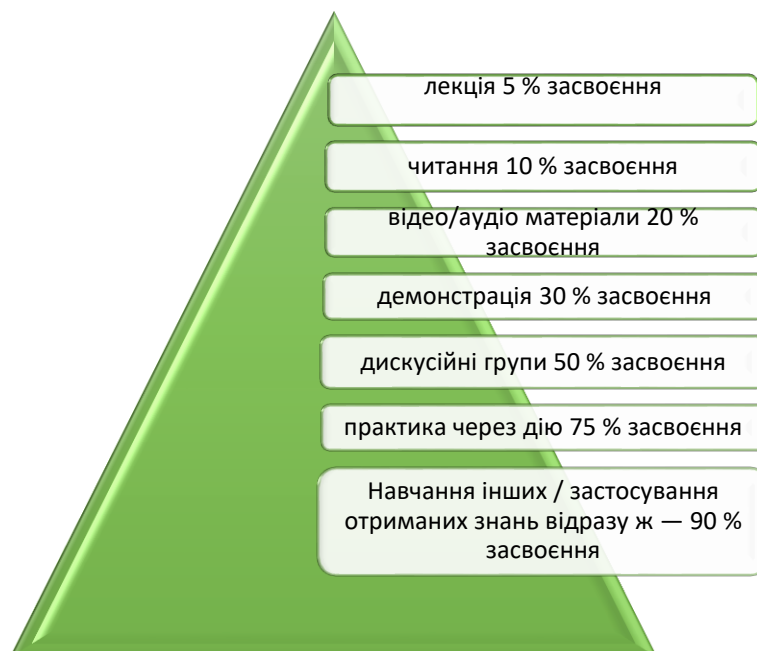 лекція 5 % засвоєння
читання 10 % засвоєння
відео/аудіо матеріали 20 %
засвоєння
демонстрація 30 % засвоєння
дискусійні групи 50 % засвоєння
практика через дію 75 % засвоєння
Навчання інших / застосування
отриманих знань відразу ж — 90 %
засвоєння